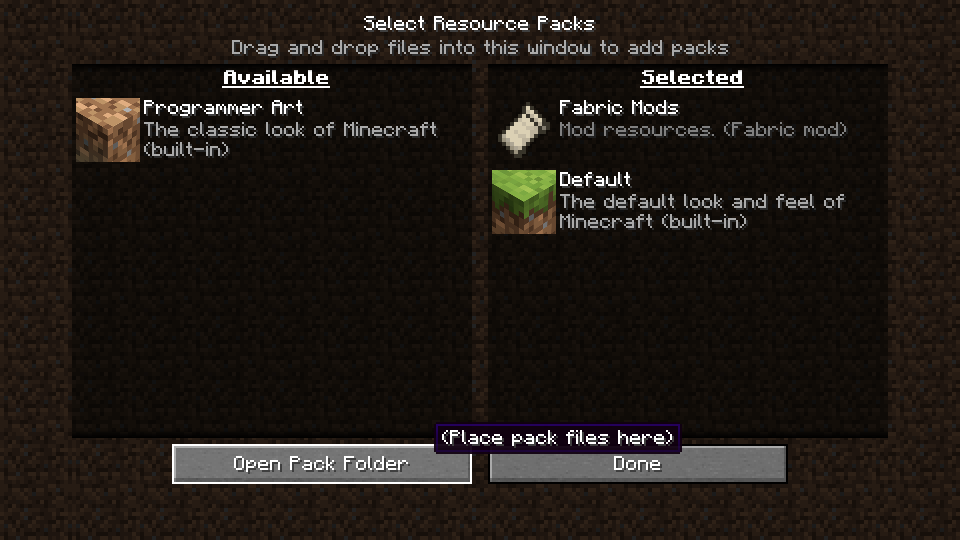 Select Resource Packs
Drag and drop files into this window to add packs
Available
Programmer Art
The classic look of Minecraft
(built-in)
Selected
Fabric Mods
Mod resources. (Fabric mod)
Default
The default look and feel of
Minecraft (built-in)
(Place pack files here)
Open Pack Folder
Done